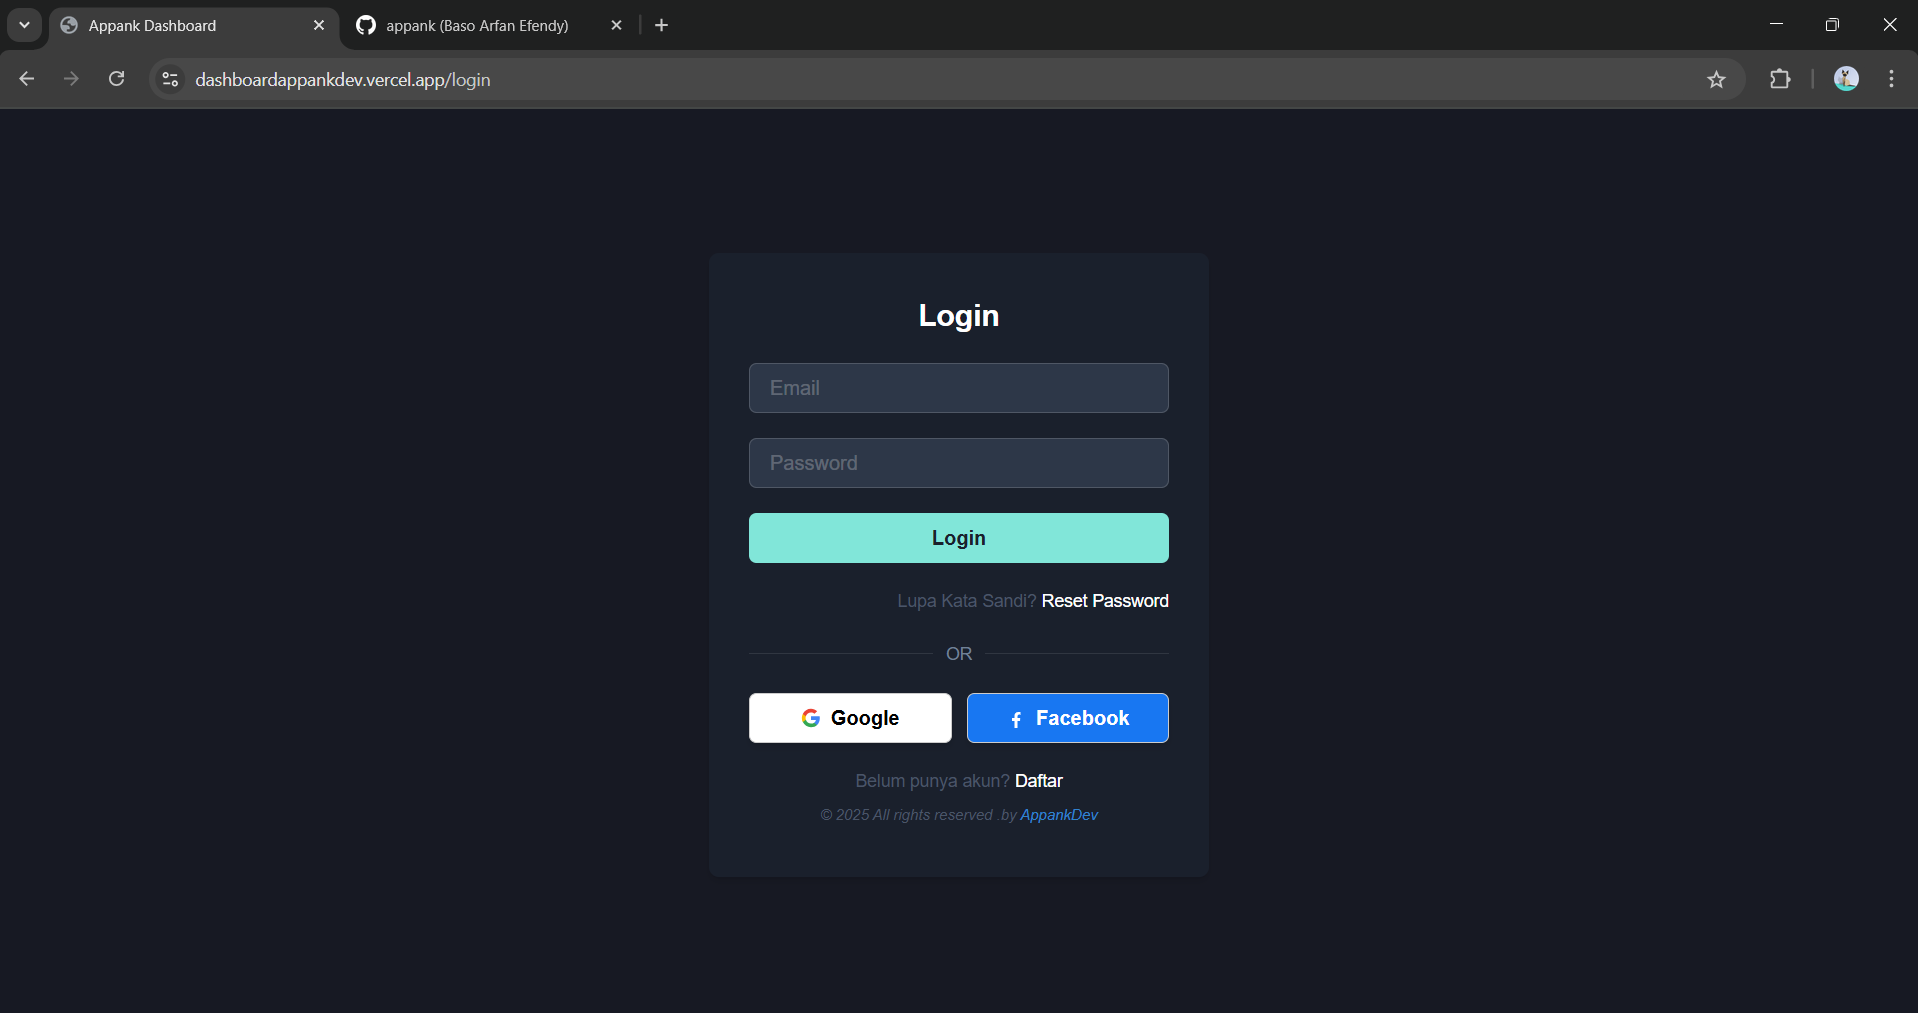 Appank Dashboard
appank (Baso Arfan Efendy)
dashboardappankdev.vercel.app/login
Login
Email
Password
Login
Lupa Kata Sandi? Reset Password
OR
Google
Facebook
Belum punya akun? Daftar
© 2025 All rights reserved .by AppankDev